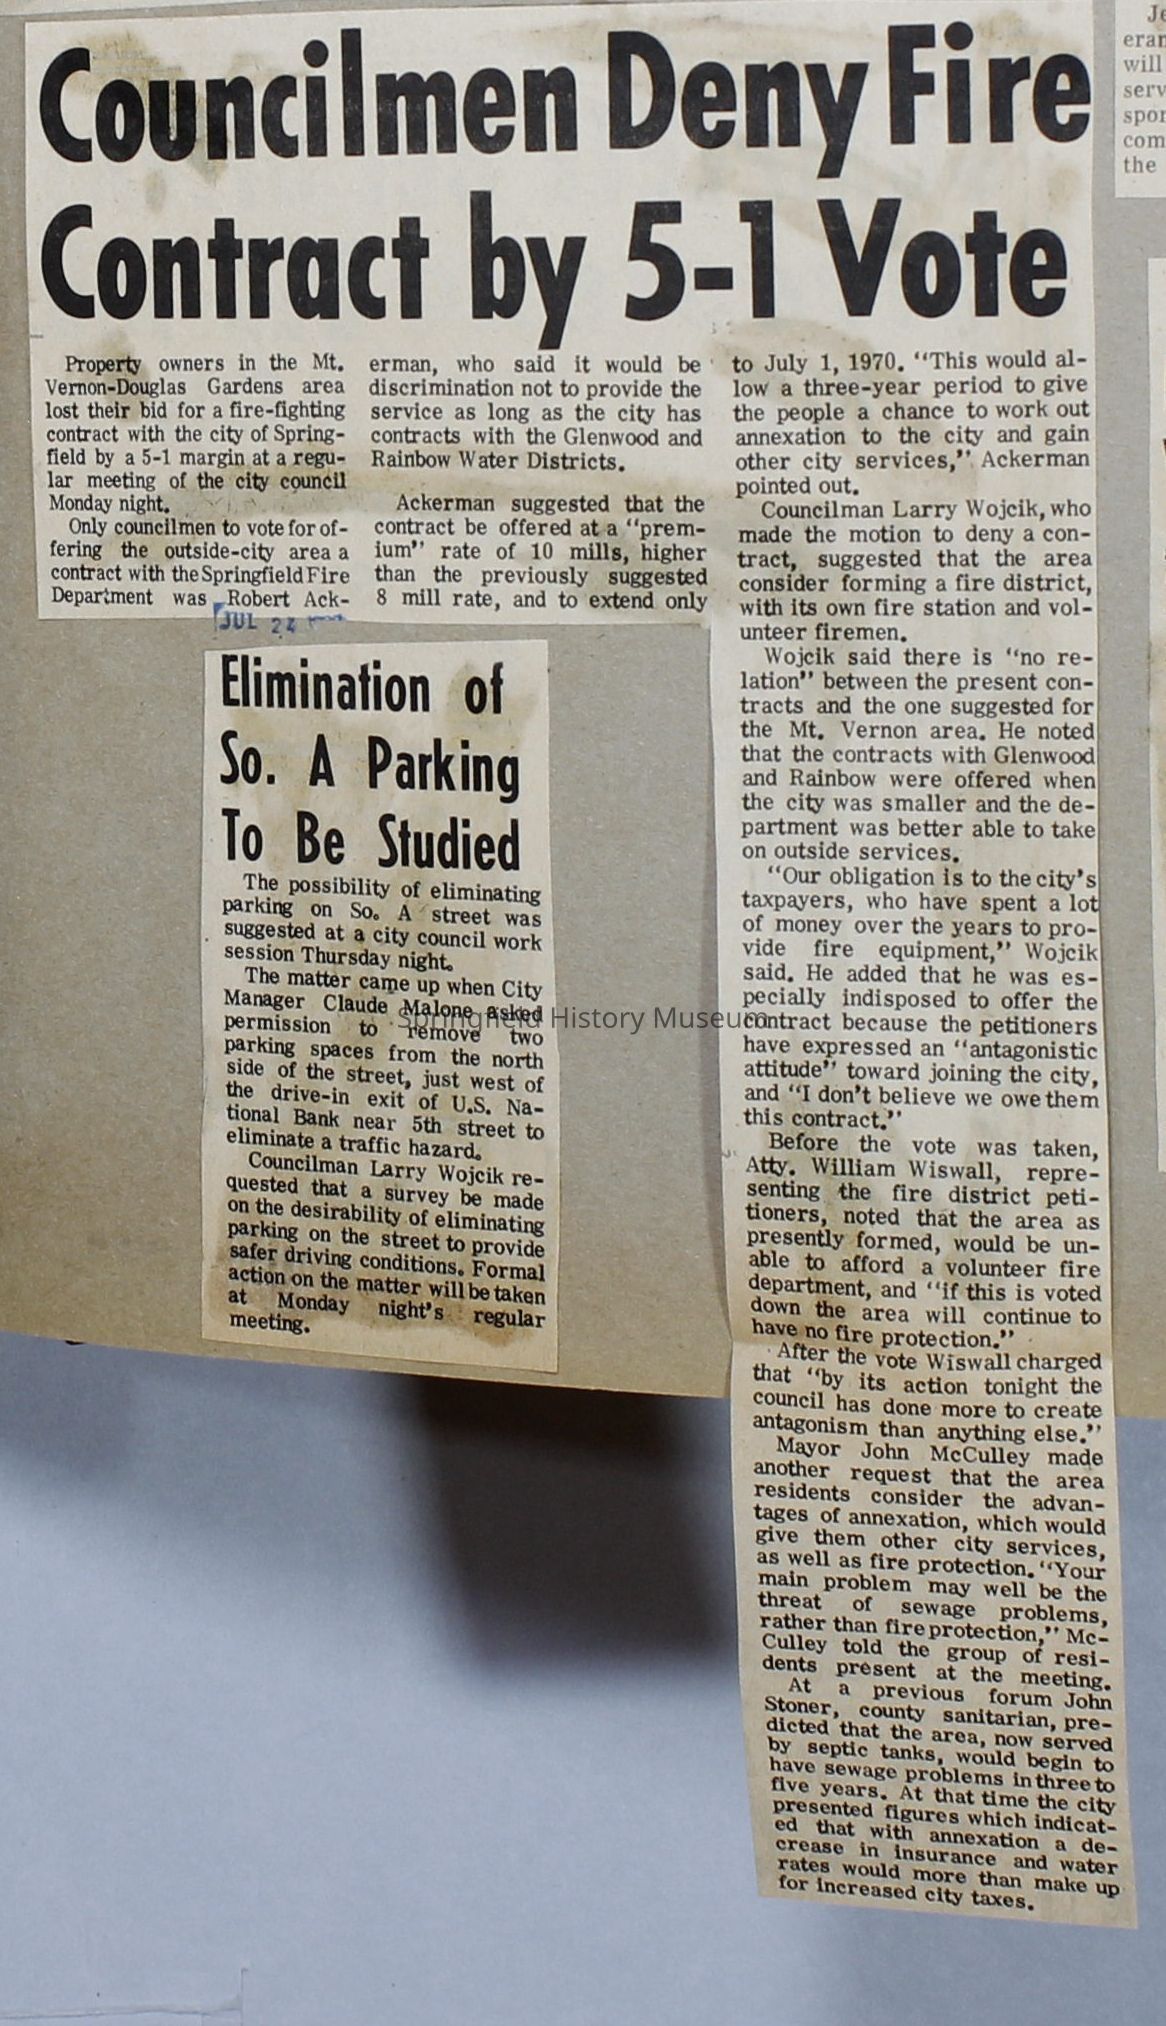 Councilmen Deny Fire
Contract by 5-1 Vote
Property owners in the Mt.
Vernon-Douglas Gardens area
lost their bid for a fire-fighting
contract with the city of Spring-
field by a 5-1 margin at a regu-
lar meeting of the city council
Monday night.
Only councilmen to vote for of-
fering the outside-city area a
contract with the Springfield Fire
Department was Robert Ack-
erman, who said it would be
discrimination not to provide the
service as long as the city has
contracts with the Glenwood and
Rainbow Water Districts.
Ackerman suggested that the
contract be offered at a "prem-
ium" rate of 10 mills, higher
than the previously suggested
8 mill rate, and to extend only
to July 1, 1970. "This would al-
low a three-year period to give
the people a chance to work out
annexation to the city and gain
other city services," Ackerman
pointed out.
Councilman Larry Wojcik, who
made the motion to deny a con-
tract, suggested that the area
consider forming a fire district,
with its own fire station and vol-
unteer firemen.
Wojcik said there is "no re-
lation" between the present con-
tracts and the one suggested for
the Mt. Vernon area. He noted
that the contracts with Glenwood
and Rainbow were offered when
the city was smaller and the de-
partment was better able to take
on outside services.
"Our obligation is to the city's
taxpayers, who have spent a lot
of money over the years to pro-
vide fire equipment," Wojcik
said. He added that he was es-
pecially indisposed to offer the
contract because the petitioners
have expressed an "antagonistic
attitude" toward joining the city,
and "I don't believe we owe them
this contract."
Before the vote was taken,
Atty. William Wiswall, repre-
senting the fire district peti-
tioners, noted that the area as
presently formed, would be un-
able to afford a volunteer fire
department, and "if this is voted
down the area will continue to
have no fire protection."
After the vote Wiswall charged
that "by its action tonight the
council has done more to create
antagonism than anything else."
Mayor John McCulley made
another request that the area
residents consider the advan-
tages of annexation, which would
give them other city services,
as well as fire protection. "Your
main problem may well be the
threat of sewage problems,
rather than fire protection," Mc-
Culley told the group of resi-
dents present at the meeting.
At a previous forum John
Stoner, county sanitarian, pre-
dicted that the area, now served
by septic tanks, would begin to
have sewage problems in three to
five years. At that time the city
presented figures which indicat-
ed that with annexation a de-
crease in insurance and water
rates would more than make up
for increased city taxes.
JUL 24
Elimination of
So. A Parking
To Be Studied
The possibility of eliminating
parking on So. A street was
suggested at a city council work
session Thursday night.
The matter came up when City
Manager Claude Malone asked
permission to remove two
parking spaces from the north
side of the street, just west of
the drive-in exit of U.S. Na-
tional Bank near 5th street to
eliminate a traffic hazard.
Councilman Larry Wojcik re-
quested that a survey be made
on the desirability of eliminating
parking on the street to provide
safer driving conditions. Formal
action on the matter will be taken
at Monday night's regular
meeting.
Springfield History Museum
will
the